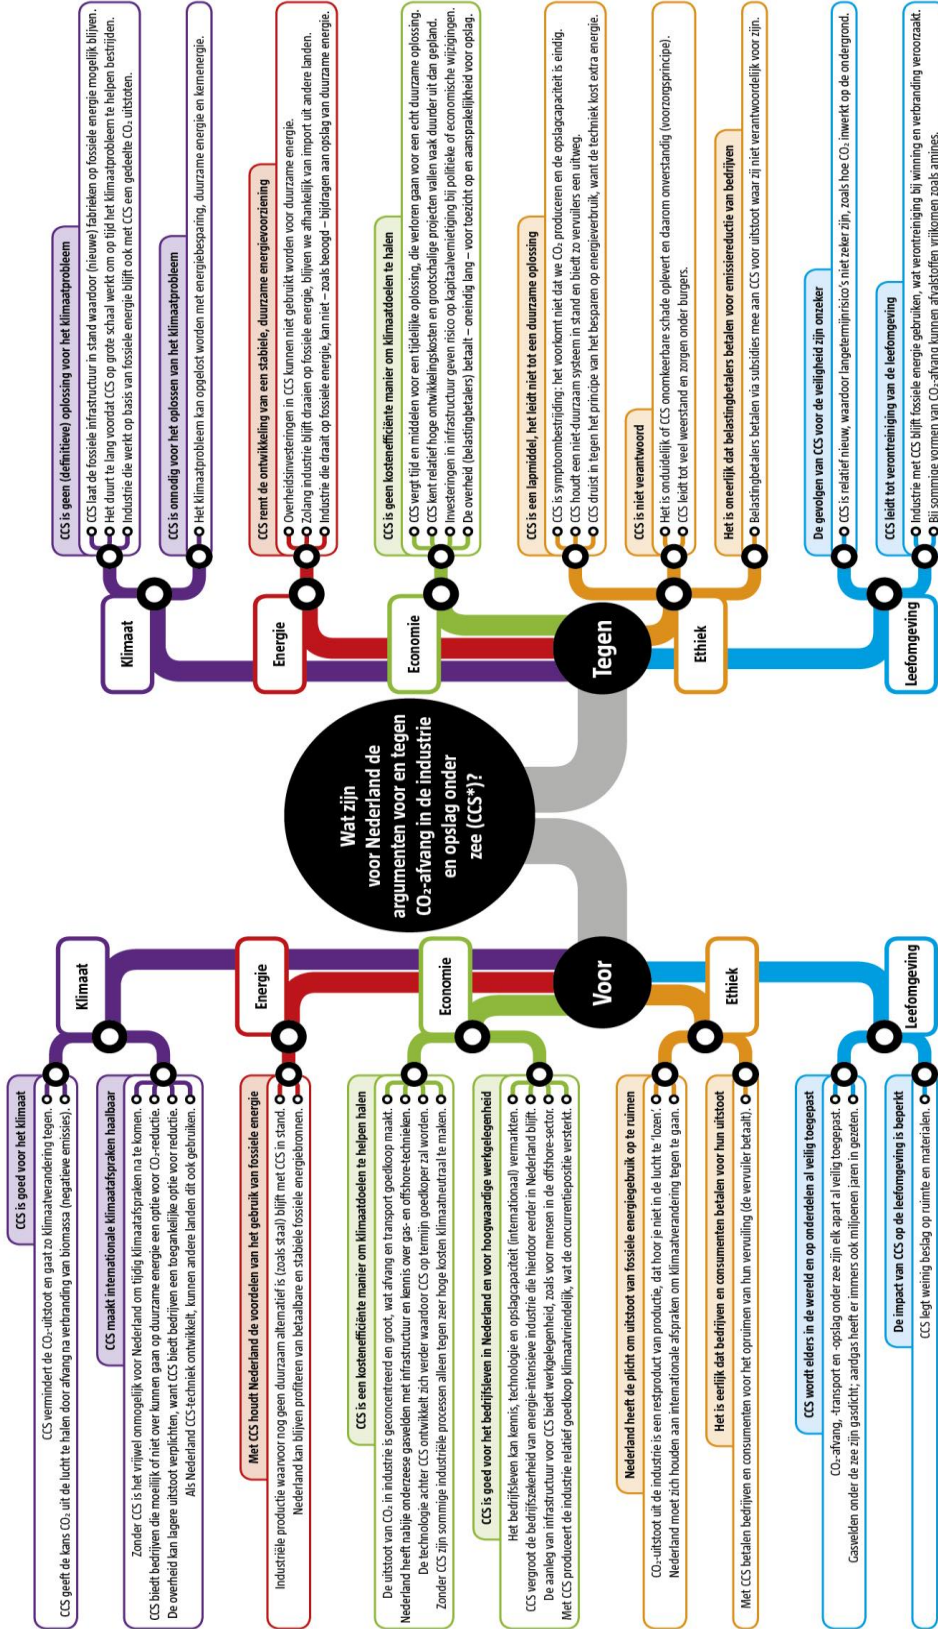 Wat zijn
voor Nederland de
argumenten voor en tegen
CO₂-afvang in de industrie
en opslag onder
zee (CCS*)?
Voor
Klimaat
CCS is goed voor het klimaat
CCS vermindert de CO₂-uitstoot en gaat zo klimaatverandering tegen.
CCS geeft de kans CO₂ uit de lucht te halen door afvang na verbranding van biomassa (negatieve emissies).
CCS maakt internationale klimaatafspraken haalbaar
Zonder CCS is het vrijwel onmogelijk voor Nederland om tijdig klimaatafspraken na te komen.
CCS biedt bedrijven die moeilijk of niet over kunnen gaan op duurzame energie een optie voor CO₂-reductie.
De overheid kan lagere uitstoot verplichten, want CCS biedt bedrijven een toegankelijke optie voor reductie.
Als Nederland CCS-techniek ontwikkelt, kunnen andere landen dit ook gebruiken.
Energie
Met CCS houdt Nederland de voordelen van het gebruik van fossiele energie
Industriële productie waarvoor nog geen duurzaam alternatief is (zoals staal) blijft met CCS in stand.
Nederland kan blijven profiteren van betaalbare en stabiele fossiele energiebronnen.
Economie
CCS is een kostenefficiënte manier om klimaatdoelen te helpen halen
De uitstoot van CO₂ in industrie is geconcentreerd en groot, wat afvang en transport goedkoop maakt.
Nederland heeft nabije onderzeese gasvelden met infrastructuur en kennis over gas- en offshore-technieken.
De technologie achter CCS ontwikkelt zich verder waardoor CCS op termijn goedkoper zal worden.
Zonder CCS zijn sommige industriële processen alleen tegen zeer hoge kosten klimaatneutraal te maken.
CCS is goed voor het bedrijfsleven in Nederland en voor hoogwaardige werkgelegenheid
Het bedrijfsleven kan kennis, technologie en opslagcapaciteit (internationaal) vermarkten.
CCS vergroot de bedrijfszekerheid van energie-intensieve industrie die hierdoor eerder in Nederland blijft.
De aanleg van infrastructuur voor CCS biedt werkgelegenheid, zoals voor mensen in de offshore-sector.
Met CCS produceert de industrie relatief goedkoop klimaatvriendelijk, wat de concurrentiepositie versterkt.
Ethiek
Nederland heeft de plicht om uitstoot van fossiele energiegebruik op te ruimen
CO₂-uitstoot uit de industrie is een restproduct van productie, dat hoor je niet in de lucht te 'lozen.'
Nederland moet zich houden aan internationale afspraken om klimaatverandering tegen te gaan.
Het is eerlijk dat bedrijven en consumenten betalen voor hun uitstoot
Met CCS betalen bedrijven en consumenten voor het opruimen van hun vervuiling (de vervuiler betaalt).
Leefomgeving
CCS wordt elders in de wereld en op onderdelen al veilig toegepast
CO₂-afvang, -transport en -opslag onder zee zijn elk apart al veilig toegepast.
Gasvelden onder de zee zijn gasdicht; aardgas heeft er immers ook miljoenen jaren in gezeten.
De impact van CCS op de leefomgeving is beperkt
CCS legt weinig beslag op ruimte en materialen.
Tegen
Klimaat
CCS is geen (definitieve) oplossing voor het klimaatprobleem
CCS laat de fossiele infrastructuur in stand waardoor (nieuwe) fabrieken op fossiele energie mogelijk blijven.
Het duurt te lang voordat CCS op grote schaal werkt om op tijd het klimaatprobleem te helpen bestrijden.
Industrie die werkt op basis van fossiele energie blijft ook met CCS een gedeelte CO₂ uitstoten.
CCS is onnodig voor het oplossen van het klimaatprobleem
Het klimaatprobleem kan opgelost worden met energiebesparing, duurzame energie en kernenergie.
Energie
CCS remt de ontwikkeling van een stabiele, duurzame energievoorziening
Overheidsinvesteringen in CCS kunnen niet gebruikt worden voor duurzame energie.
Zolang industrie blijft draaien op fossiele energie, blijven we afhankelijk van import uit andere landen.
Industrie die draait op fossiele energie, kan niet – zoals beoogd – bijdragen aan opslag van duurzame energie.
Economie
CCS is geen kostenefficiënte manier om klimaatdoelen te halen
CCS vergt tijd en middelen voor een tijdelijke oplossing, die verloren gaan voor een echt duurzame oplossing.
CCS kent relatief hoge ontwikkelingskosten en grootschalige projecten vallen vaak duurder uit dan gepland.
Investeringen in infrastructuur geven risico op kapitaalvernietiging bij politieke of economische wijzigingen.
De overheid (belastingbetalers) betaalt – oneindig lang – voor toezicht op en aansprakelijkheid voor opslag.
Ethiek
CCS is een lapmiddel, het leidt niet tot een duurzame oplossing
CCS is symptoombestrijding: het voorkomt niet dat we CO₂ produceren en de opslagcapaciteit is eindig.
CCS houdt een niet-duurzaam systeem in stand en biedt zo vervuilers een uitweg.
CCS druist in tegen het principe van het besparen op energieverbruik, want de techniek kost extra energie.
CCS is niet verantwoord
Het is onduidelijk of CCS onomkeerbare schade oplevert en daarom onverstandig (voorzorgsprincipe).
CCS leidt tot veel weerstand en zorgen onder burgers.
Het is oneerlijk dat belastingbetalers betalen voor emissiereductie van bedrijven
Belastingbetalers betalen via subsidies mee aan CCS voor uitstoot waar zij niet verantwoordelijk voor zijn.
Leefomgeving
De gevolgen van CCS voor de veiligheid zijn onzeker
CCS is relatief nieuw, waardoor langetermijnrisico's niet zeker zijn, zoals hoe CO₂ inwerkt op de ondergrond.
CCS leidt tot verontreiniging van de leefomgeving
Industrie met CCS blijft fossiele energie gebruiken, wat verontreiniging bij winning en verbranding veroorzaakt.
Bij sommige vormen van CO₂-afvang kunnen afvalstoffen vrijkomen zoals amines.